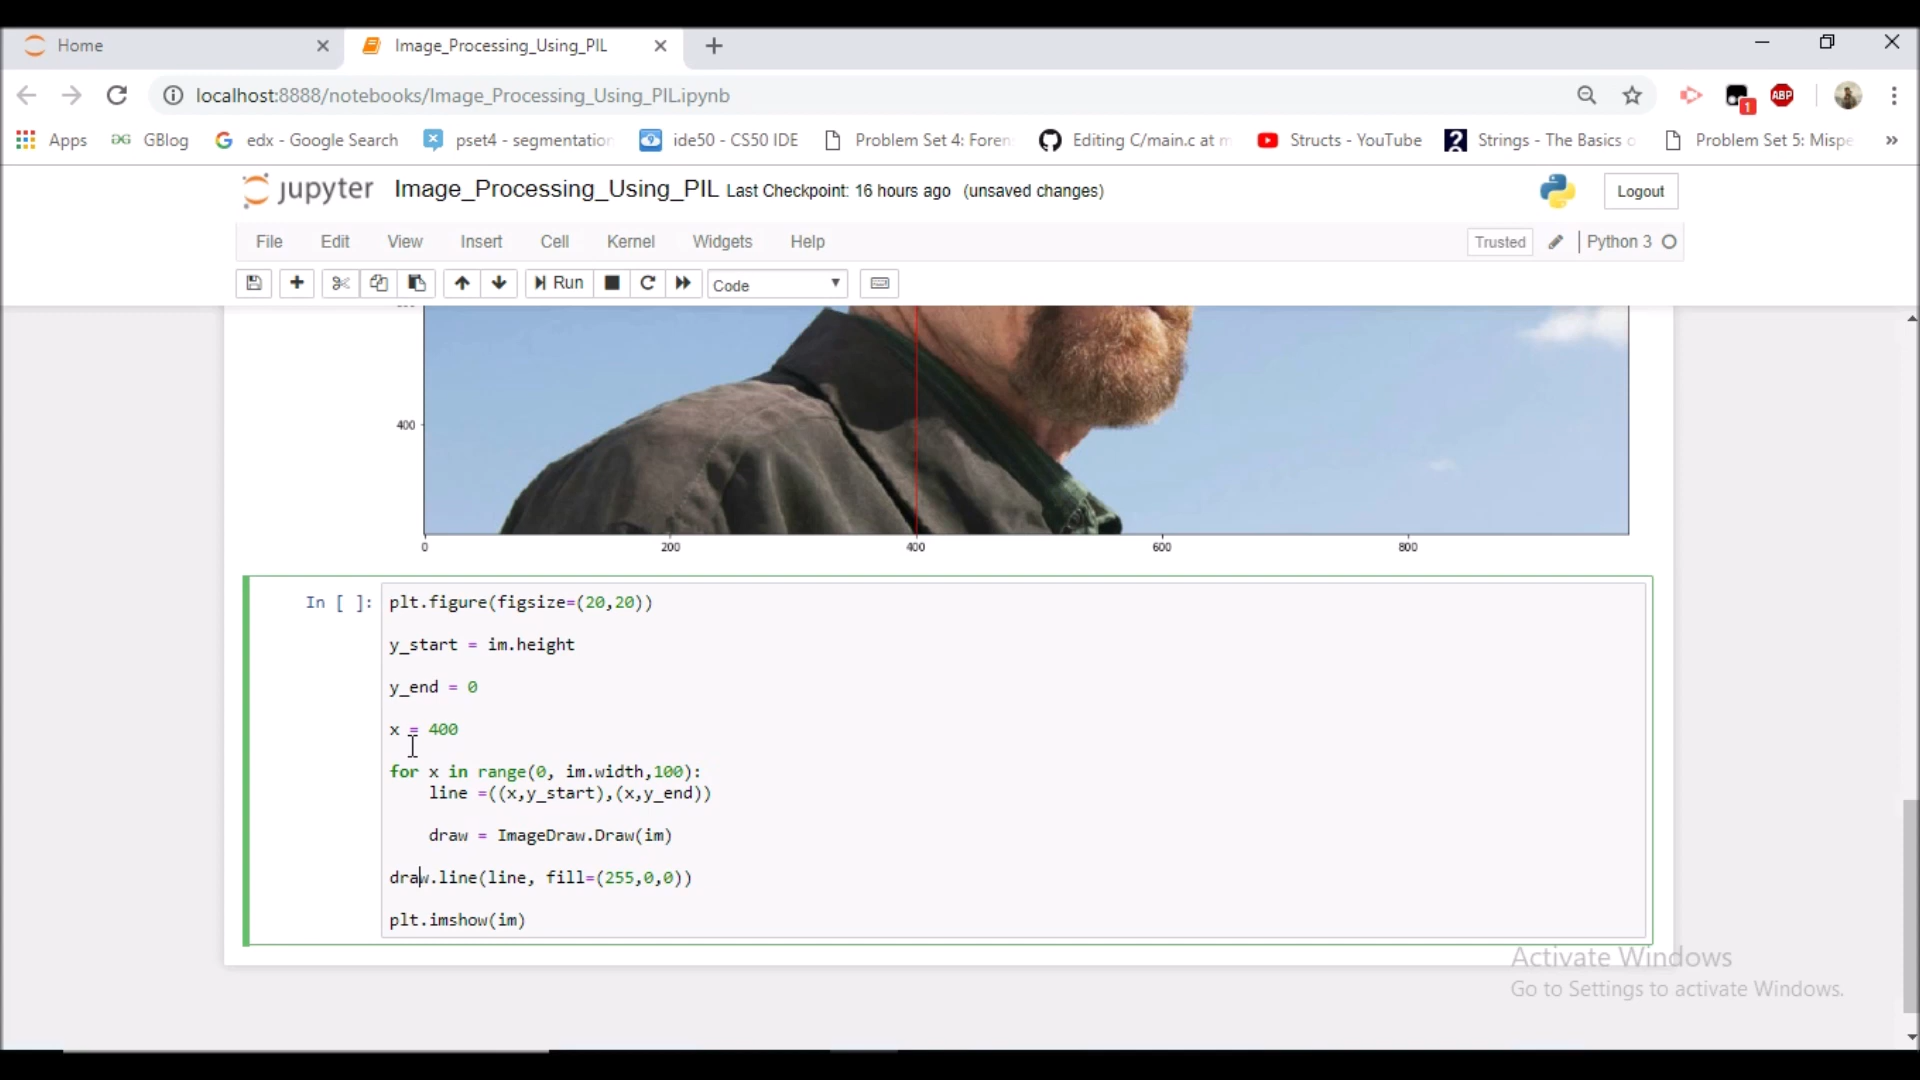 Home
Image_Processing_Using_PIL
localhost:8888/notebooks/Image_Processing_Using_PIL.ipynb
1
ABP
Apps
GBlog
edx - Google Search
pset4 - segmentation
ide50 - CS50 IDE
Problem Set 4: Foren
Editing C/main.c at m
Structs - YouTube
Strings - The Basics o
Problem Set 5: Mispe
»
jupyter Image_Processing_Using_PIL Last Checkpoint: 16 hours ago (unsaved changes)
Logout
File Edit View Insert Cell Kernel Widgets Help
Trusted
Python 3
Run
Code
400
0 200 400 600 800
In [ ]: plt.figure(figsize=(20,20))
y_start = im.height
y_end = 0
x = 400
for x in range(0, im.width,100):
line =((x,y_start),(x,y_end))
draw = ImageDraw.Draw(im)
draw.line(line, fill=(255,0,0))
plt.imshow(im)
Activate Windows
Go to Settings to activate Windows.